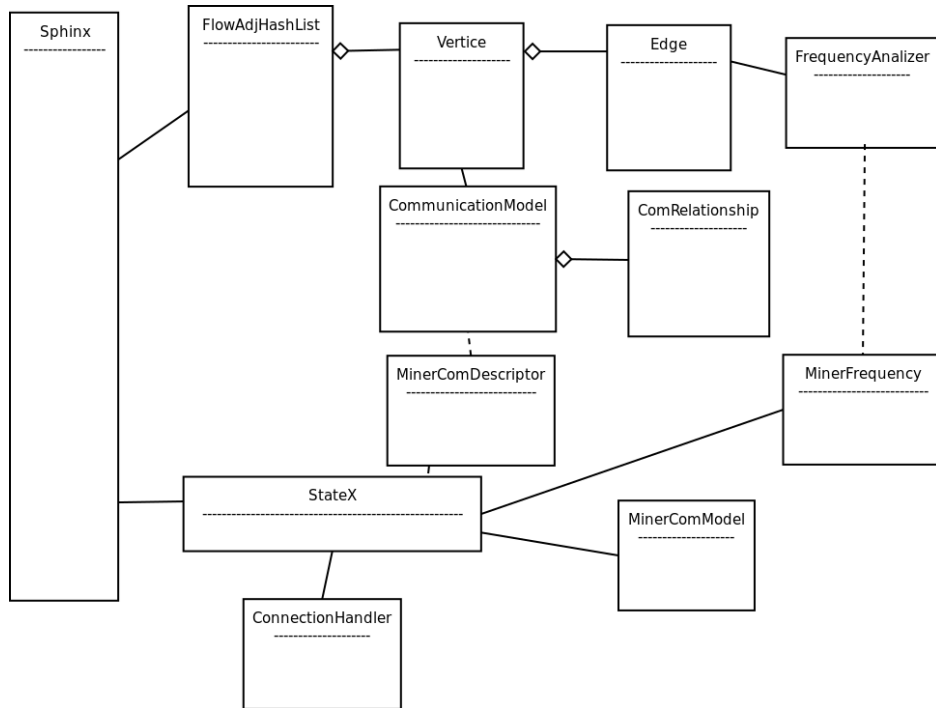 Sphinx
FlowAdjHashList
Vertice
Edge
FrequencyAnalizer
CommunicationModel
ComRelationship
MinerComDescriptor
MinerFrequency
StateX
MinerComModel
ConnectionHandler